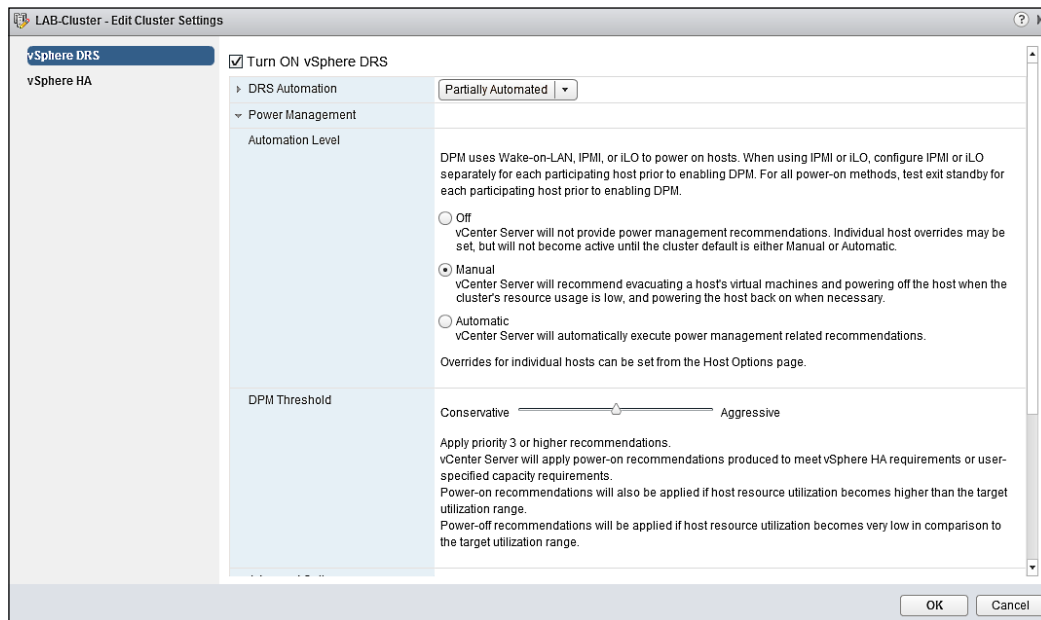 LAB-Cluster - Edit Cluster Settings
?
vSphere DRS
vSphere HA
Turn ON vSphere DRS
DRS Automation
Partially Automated
Power Management
Automation Level
DPM uses Wake-on-LAN, IPMI, or iLO to power on hosts. When using IPMI or iLO, configure IPMI or iLO
separately for each participating host prior to enabling DPM. For all power-on methods, test exit standby for
each participating host prior to enabling DPM.
Off
vCenter Server will not provide power management recommendations. Individual host overrides may be
set, but will not become active until the cluster default is either Manual or Automatic.
Manual
vCenter Server will recommend evacuating a host's virtual machines and powering off the host when the
cluster's resource usage is low, and powering the host back on when necessary.
Automatic
vCenter Server will automatically execute power management related recommendations.
Overrides for individual hosts can be set from the Host Options page.
DPM Threshold
Conservative Aggressive
Apply priority 3 or higher recommendations.
vCenter Server will apply power-on recommendations produced to meet vSphere HA requirements or user-
specified capacity requirements.
Power-on recommendations will also be applied if host resource utilization becomes higher than the target
utilization range.
Power-off recommendations will be applied if host resource utilization becomes very low in comparison to
the target utilization range.
OK
Cancel